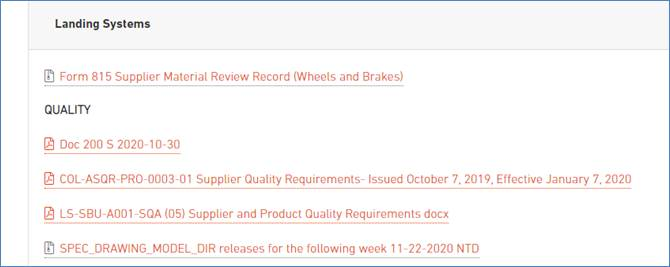 Landing Systems
Form 815 Supplier Material Review Record (Wheels and Brakes)
QUALITY
Doc 200 S 2020-10-30
COL-ASQR-PRO-0003-01 Supplier Quality Requirements- Issued October 7, 2019, Effective January 7, 2020
LS-SBU-A001-SQA (05) Supplier and Product Quality Requirements docx
SPEC_DRAWING_MODEL_DIR releases for the following week 11-22-2020 NTD